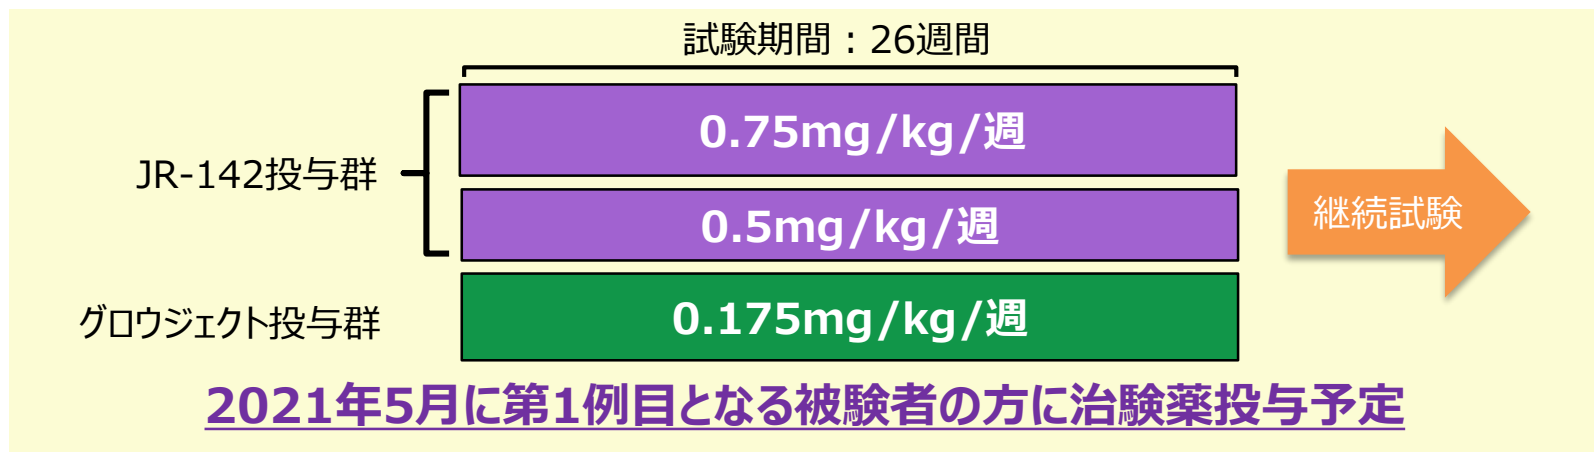 試験期間：26週間
JR-142投与群
0.75mg/kg/週
0.5mg/kg/週
グロウジェクト投与群
0.175mg/kg/週
継続試験
2021年5月に第1例目となる被験者の方に治験薬投与予定